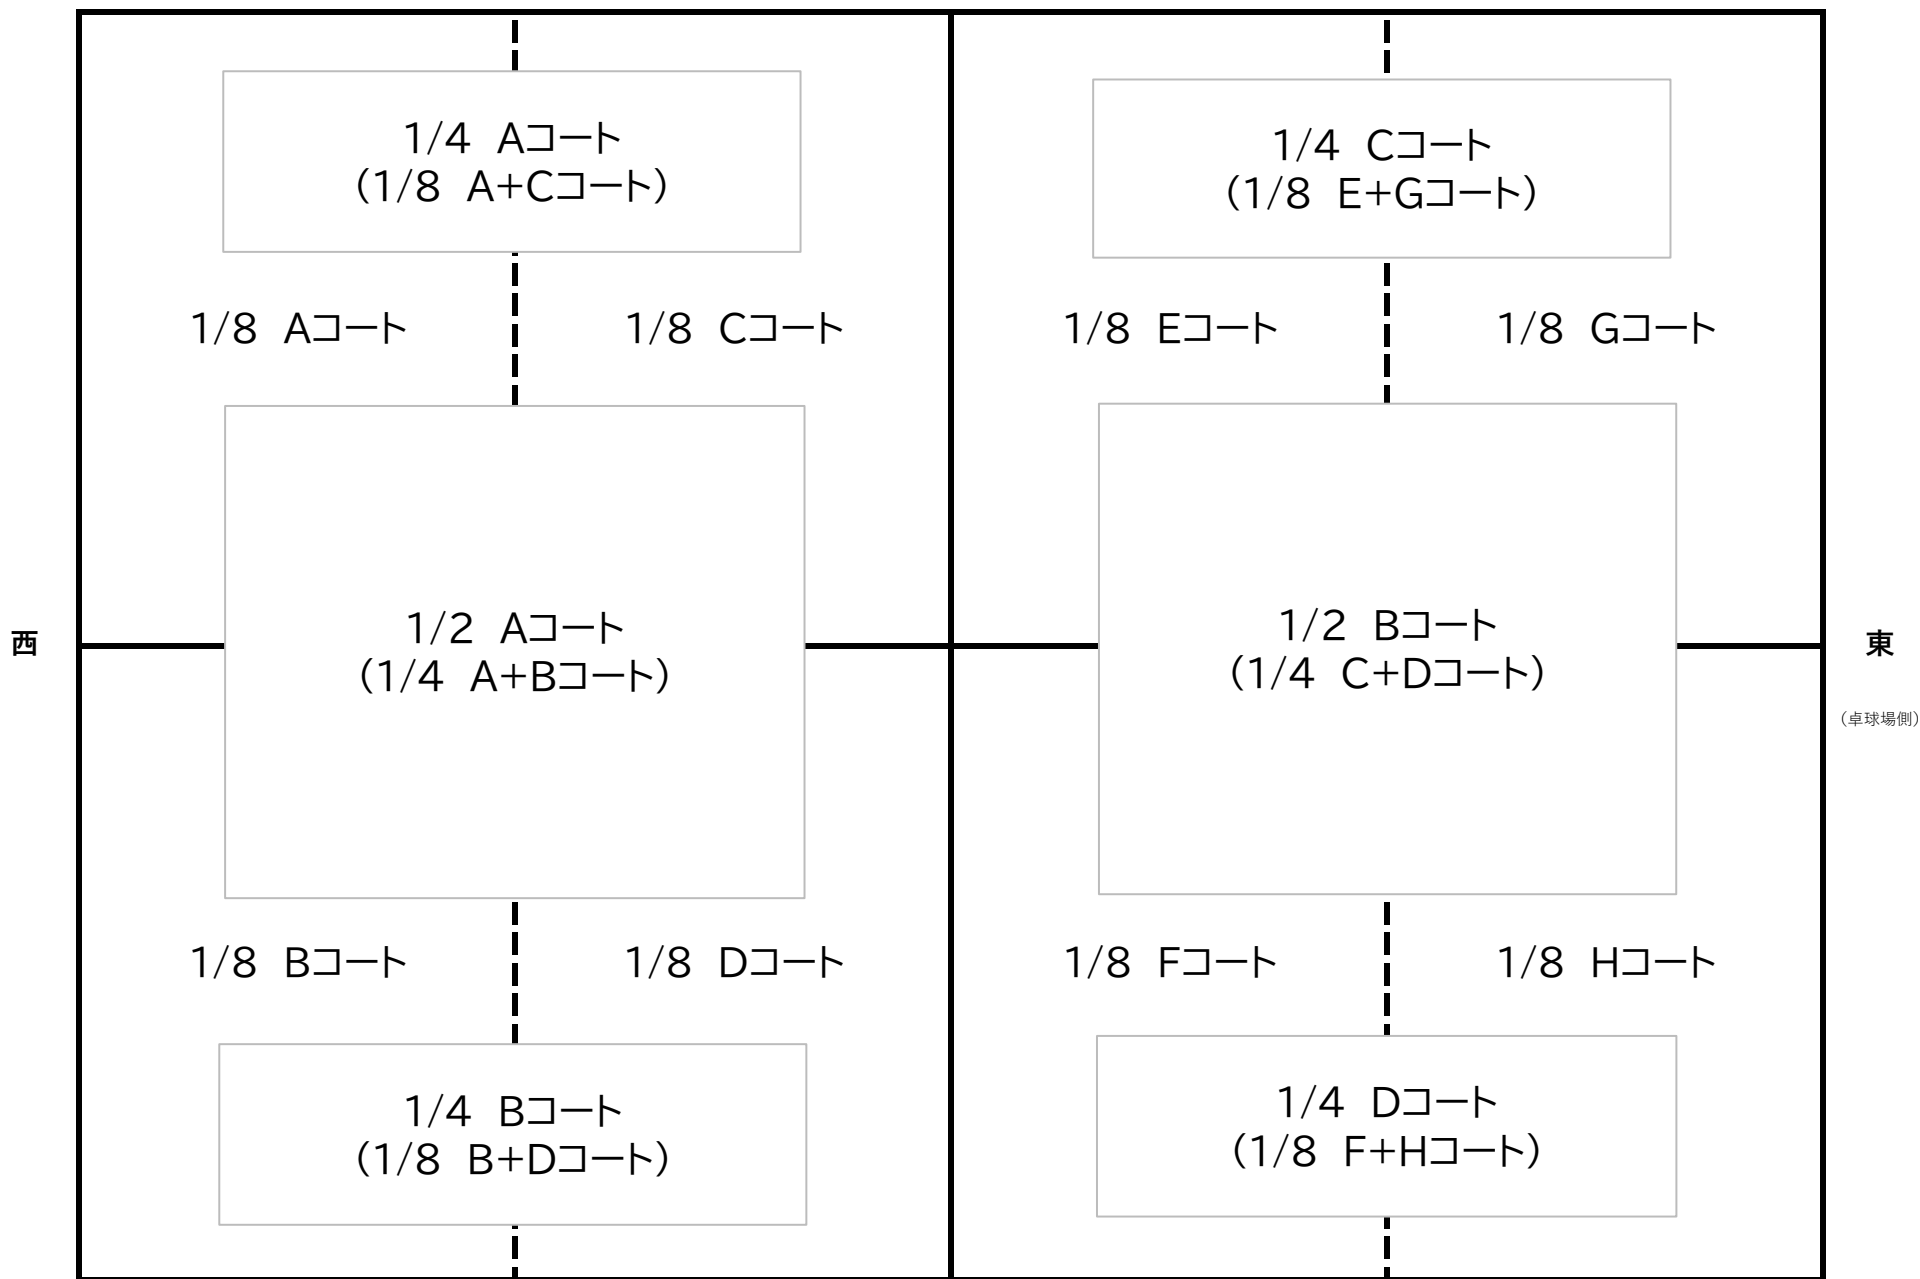 1/4　Aコート
（1/8　A+Cコート）
1/4　Cコート
（1/8　E+Gコート）
1/8　Aコート
1/8　Cコート
1/8　Eコート
1/8　Gコート
西
1/2　Aコート
（1/4　A+Bコート）
1/2　Bコート
（1/4　C+Dコート）
東
（卓球場側）
1/8　Bコート
1/8　Dコート
1/8　Fコート
1/8　Hコート
1/4　Bコート
（1/8　B+Dコート）
1/4　Dコート
（1/8　F+Hコート）